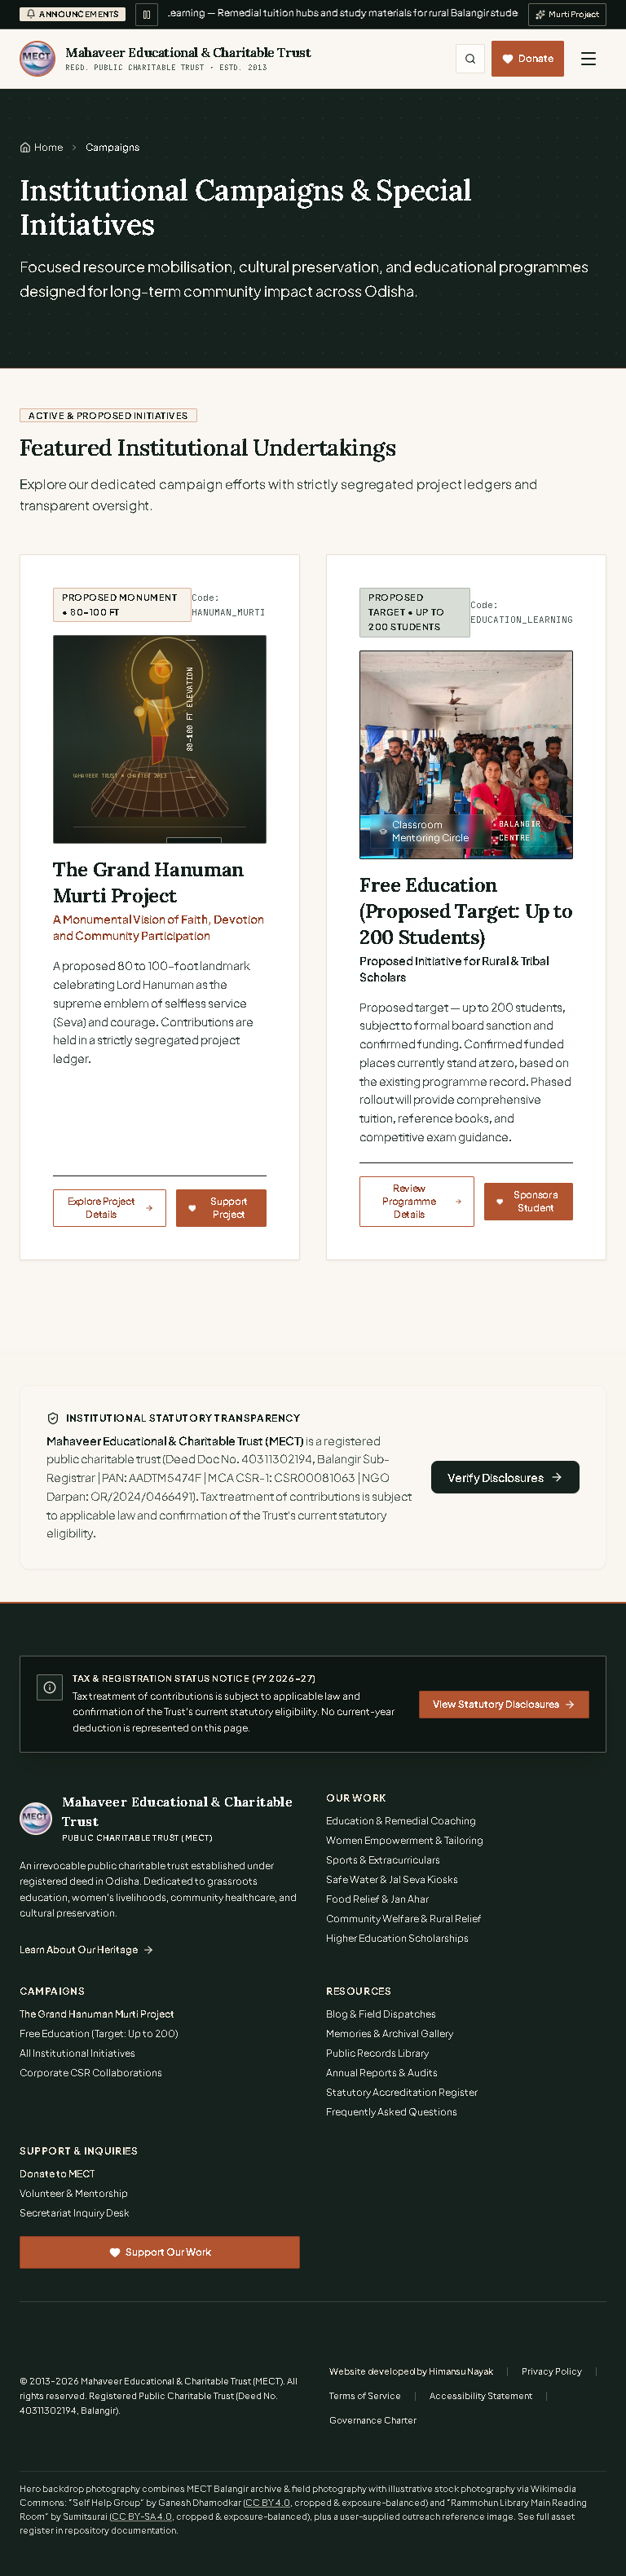 ANNOUNCEMENTS
Learning — Remedial tuition hubs and study materials for rural Balangir stude
Murti Project
MECT
Mahaveer Educational & Charitable Trust
REGD. PUBLIC CHARITABLE TRUST • ESTD. 2013
Donate
Home
Campaigns
Institutional Campaigns & Special
Initiatives
Focused resource mobilisation, cultural preservation, and educational programmes
designed for long-term community impact across Odisha.
ACTIVE & PROPOSED INITIATIVES
Featured Institutional Undertakings
Explore our dedicated campaign efforts with strictly segregated project ledgers and
transparent oversight.
PROPOSED MONUMENT
• 80–100 FT
Code:
HANUMAN_MURTI
80–100 FT ELEVATION
MAHAVEER TRUST • CHARTER 2013
The Grand Hanuman
Murti Project
A Monumental Vision of Faith, Devotion
and Community Participation
A proposed 80 to 100-foot landmark
celebrating Lord Hanuman as the
supreme emblem of selfless service
(Seva) and courage. Contributions are
held in a strictly segregated project
ledger.
Explore Project
Details
Support
Project
PROPOSED
TARGET • UP TO
200 STUDENTS
Code:
EDUCATION_LEARNING
Classroom
Mentoring Circle
BALANGIR
CENTRE
Free Education
(Proposed Target: Up to
200 Students)
Proposed Initiative for Rural & Tribal
Scholars
Proposed target — up to 200 students,
subject to formal board sanction and
confirmed funding. Confirmed funded
places currently stand at zero, based on
the existing programme record. Phased
rollout will provide comprehensive
tuition, reference books, and
competitive exam guidance.
Review
Programme
Details
Sponsor a
Student
INSTITUTIONAL STATUTORY TRANSPARENCY
Mahaveer Educational & Charitable Trust (MECT) is a registered
public charitable trust (Deed Doc No. 40311302194, Balangir Sub-
Registrar | PAN: AADTM5474F | MCA CSR-1: CSR00081063 | NGO
Darpan: OR/2024/0466491). Tax treatment of contributions is subject
to applicable law and confirmation of the Trust's current statutory
eligibility.
Verify Disclosures
TAX & REGISTRATION STATUS NOTICE (FY 2026–27)
Tax treatment of contributions is subject to applicable law and
confirmation of the Trust's current statutory eligibility. No current-year
deduction is represented on this page.
View Statutory Disclosures
MECT
Mahaveer Educational & Charitable
Trust
PUBLIC CHARITABLE TRUST (MECT)
An irrevocable public charitable trust established under
registered deed in Odisha. Dedicated to grassroots
education, women's livelihoods, community healthcare, and
cultural preservation.
Learn About Our Heritage
OUR WORK
Education & Remedial Coaching
Women Empowerment & Tailoring
Sports & Extracurriculars
Safe Water & Jal Seva Kiosks
Food Relief & Jan Ahar
Community Welfare & Rural Relief
Higher Education Scholarships
CAMPAIGNS
The Grand Hanuman Murti Project
Free Education (Target: Up to 200)
All Institutional Initiatives
Corporate CSR Collaborations
RESOURCES
Blog & Field Dispatches
Memories & Archival Gallery
Public Records Library
Annual Reports & Audits
Statutory Accreditation Register
Frequently Asked Questions
SUPPORT & INQUIRIES
Donate to MECT
Volunteer & Mentorship
Secretariat Inquiry Desk
Support Our Work
© 2013–2026 Mahaveer Educational & Charitable Trust (MECT). All
rights reserved. Registered Public Charitable Trust (Deed No.
40311302194, Balangir).
Website developed by Himansu Nayak | Privacy Policy |
Terms of Service | Accessibility Statement |
Governance Charter
Hero backdrop photography combines MECT Balangir archive & field photography with illustrative stock photography via Wikimedia
Commons: "Self Help Group" by Ganesh Dhamodkar (CC BY 4.0, cropped & exposure-balanced) and "Rammohun Library Main Reading
Room" by Sumitsurai (CC BY-SA 4.0, cropped & exposure-balanced), plus a user-supplied outreach reference image. See full asset
register in repository documentation.